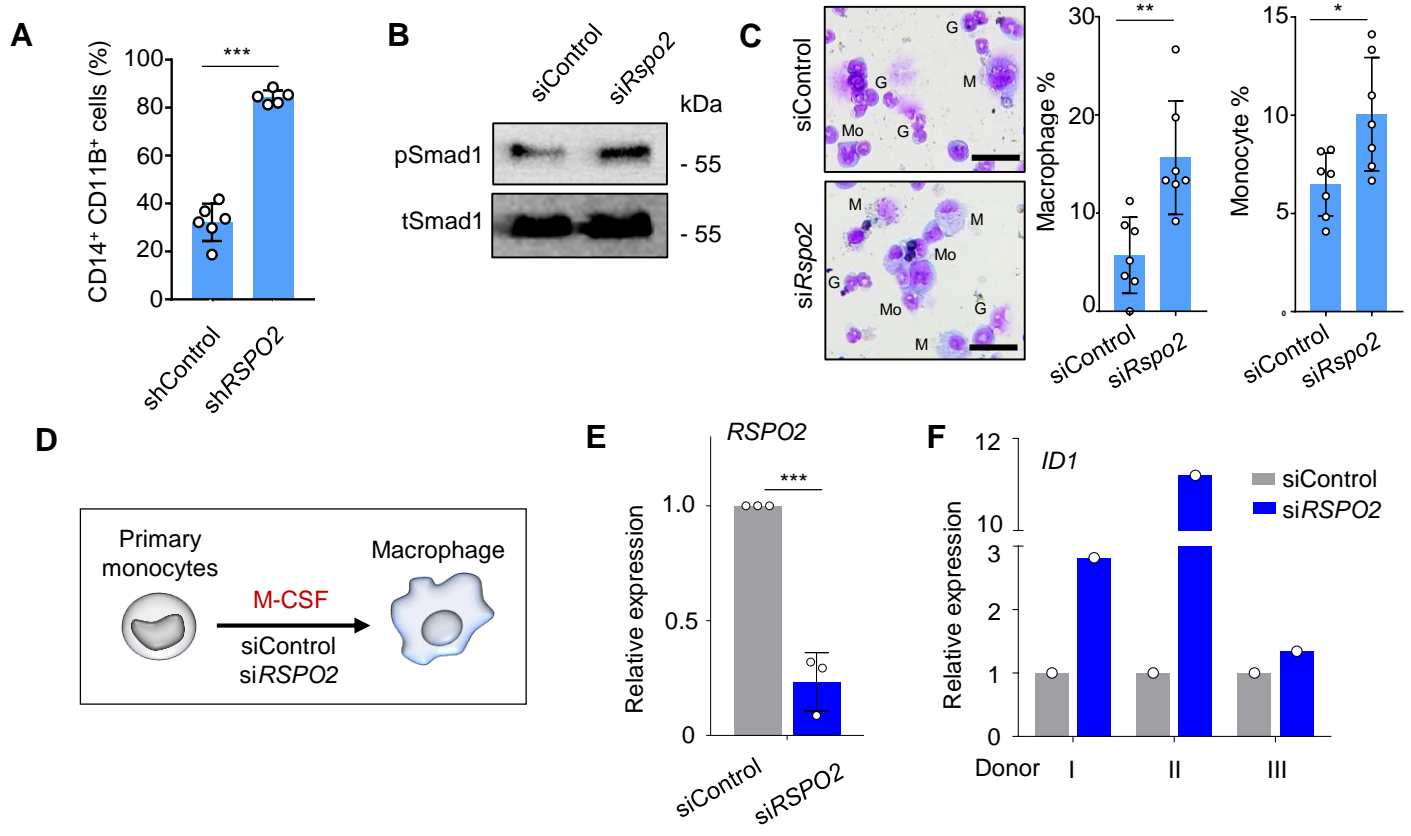 A
CD14+ CD11B+ cells (%)
100
80
60
40
20
0
***
shControl
shRSPO2
B
siControl
siRspo2
kDa
pSmad1
- 55
tSmad1
- 55
C
siControl
G
G
M
Mo
G
siRspo2
M
M
Mo
G
Mo
G
M
Macrophage %
30
20
10
0
**
siControl
siRspo2
Monocyte %
15
10
5
0
*
siControl
siRspo2
D
Primary
monocytes
M-CSF
siControl
siRSPO2
Macrophage
E
RSPO2
Relative expression
1.0
0.5
0
***
siControl
siRSPO2
F
ID1
Relative expression
12
10
3
2
1
0
siControl
siRSPO2
Donor I II III